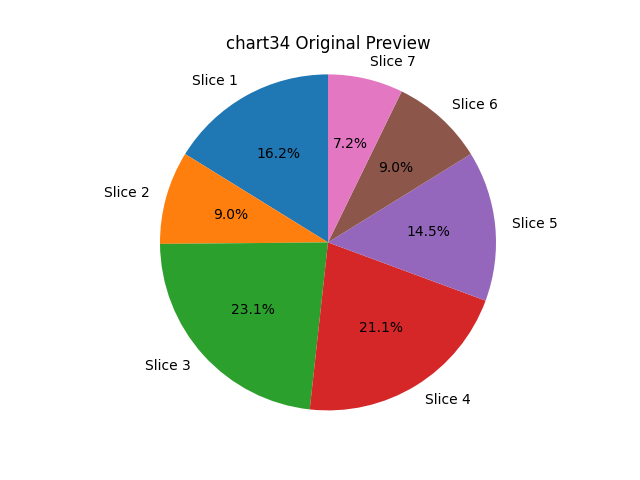 chart34 Original Preview
Slice 7
Slice 1
Slice 6
7.2%
16.2%
9.0%
Slice 2
9.0%
Slice 5
14.5%
23.1%
21.1%
Slice 3
Slice 4